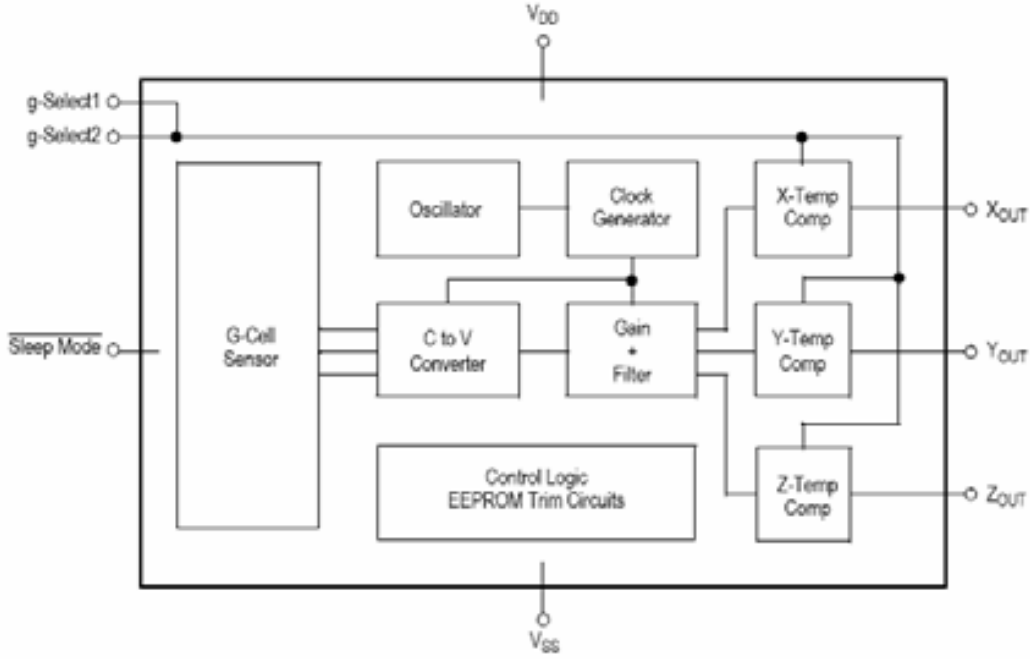 VDD
g-Select1
g-Select2
Oscillator
Clock
Generator
X-Temp
Comp
XOUT
Sleep Mode
G-Cell
Sensor
C to V
Converter
Gain
+
Filter
Y-Temp
Comp
YOUT
Control Logic
EEPROM Trim Circuits
Z-Temp
Comp
ZOUT
VSS